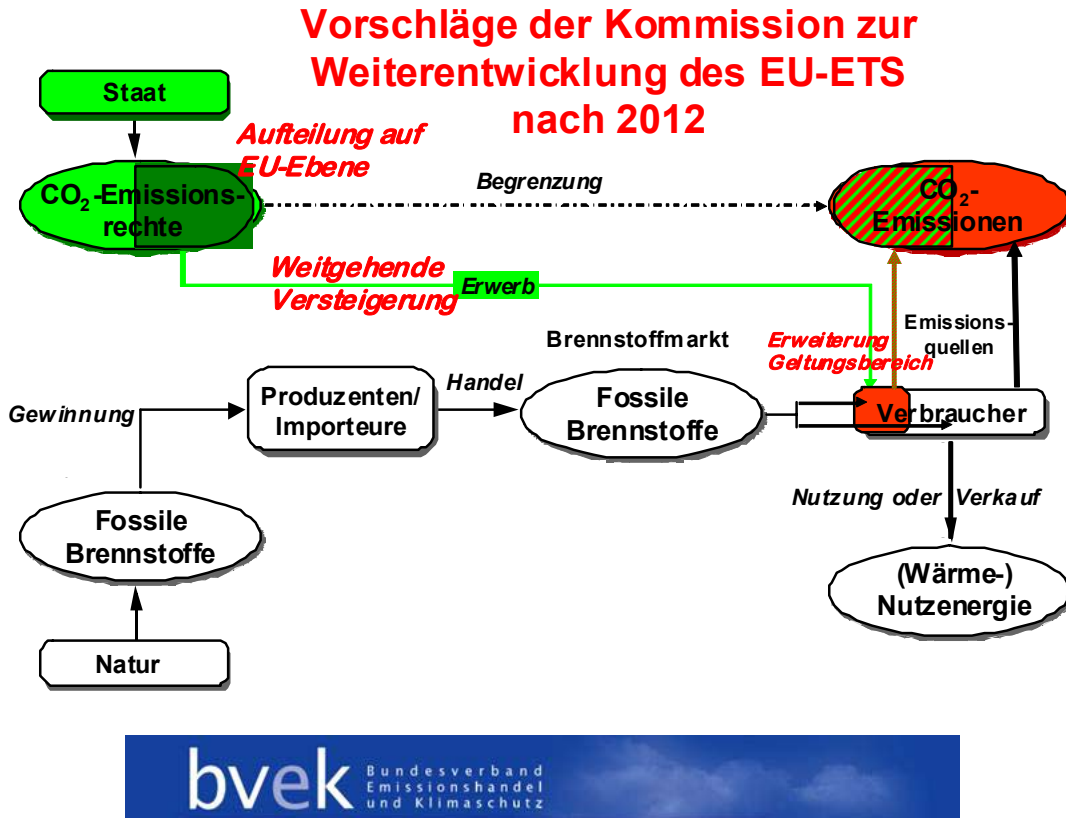 Vorschläge der Kommission zur
Weiterentwicklung des EU-ETS
nach 2012
Staat
Aufteilung auf
EU-Ebene
CO₂-Emissions-
rechte
Begrenzung
CO₂-
Emissionen
Weitgehende
Versteigerung
Erwerb
Brennstoffmarkt
Erweiterung
Geltungsbereich
Emissions-
quellen
Gewinnung
Produzenten/
Importeure
Handel
Fossile
Brennstoffe
Verbraucher
Nutzung oder Verkauf
Fossile
Brennstoffe
(Wärme-)
Nutzenergie
Natur
bvek
Bundesverband
Emissionshandel
und Klimaschutz